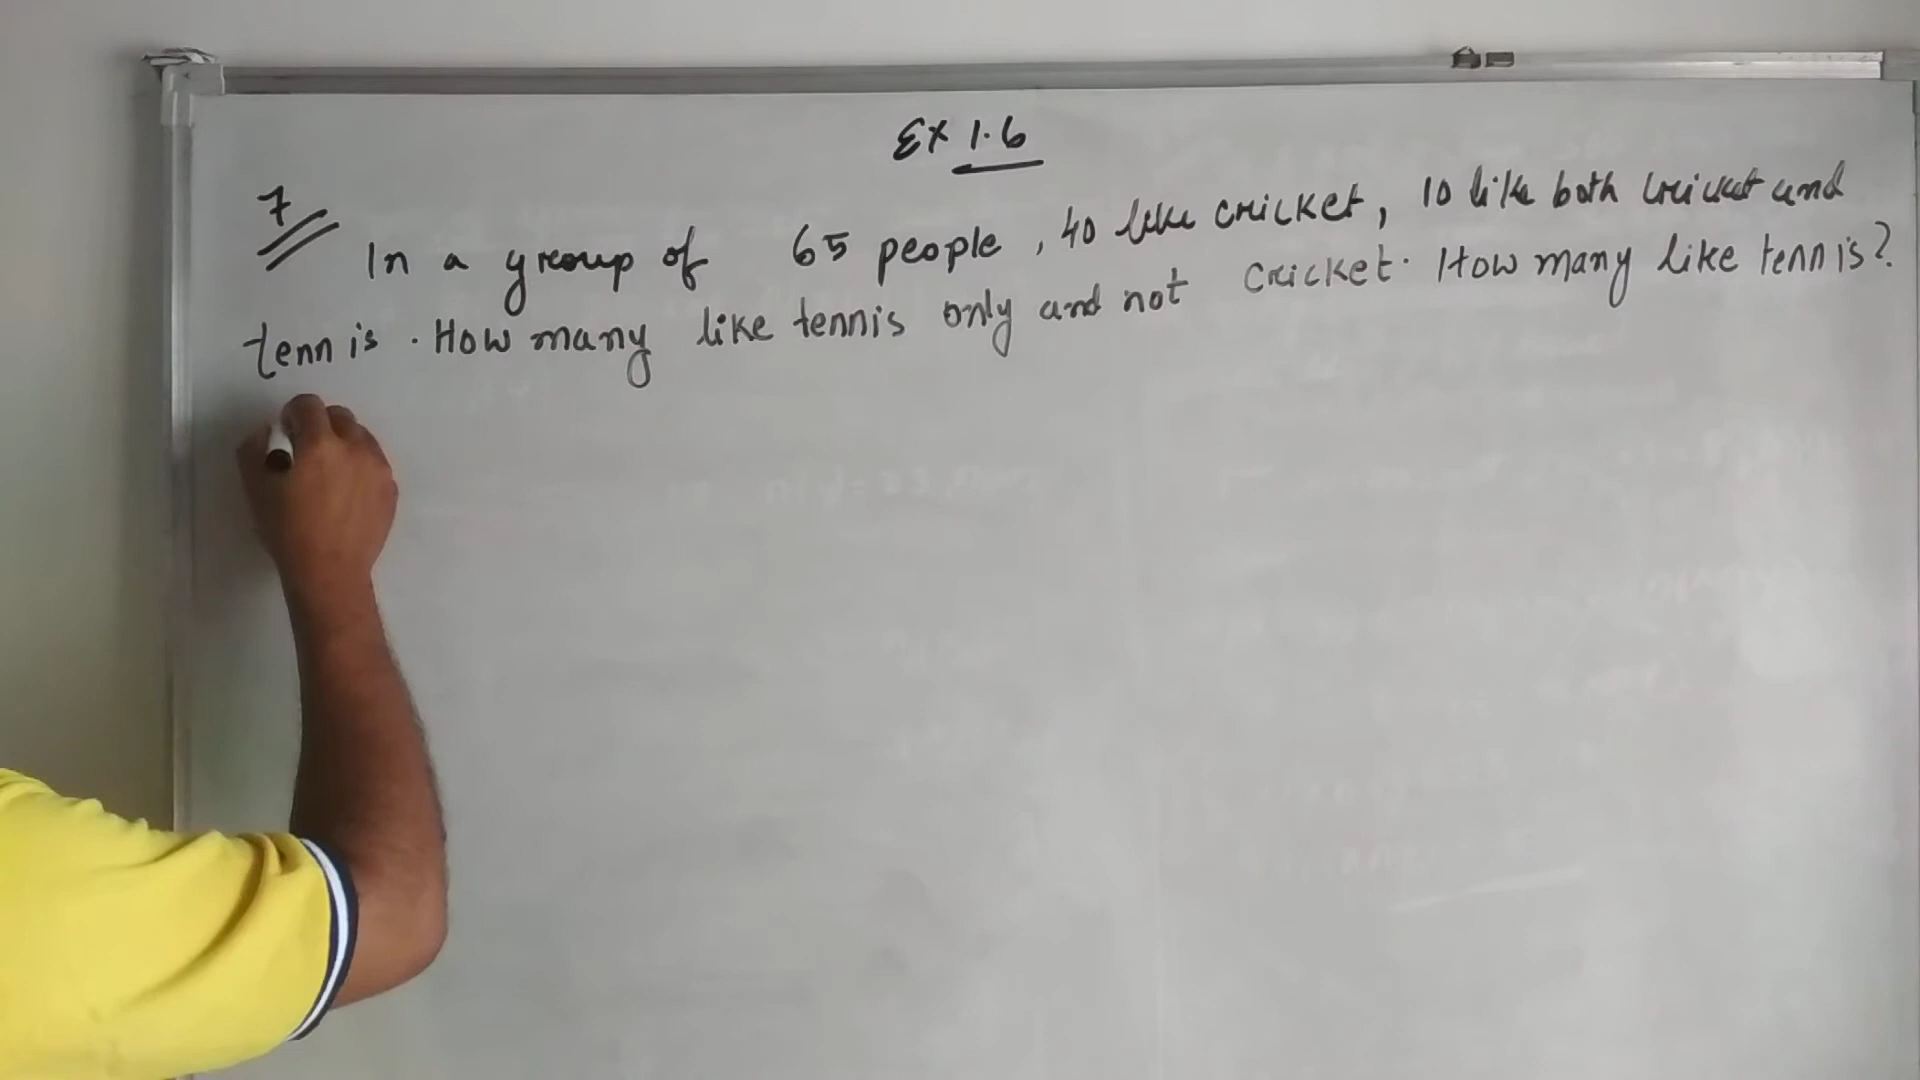 Ex 1.6
7
In a group of 65 people, 40 like cricket, 10 like both cricket and
tennis. How many like tennis only and not cricket. How many like tennis?